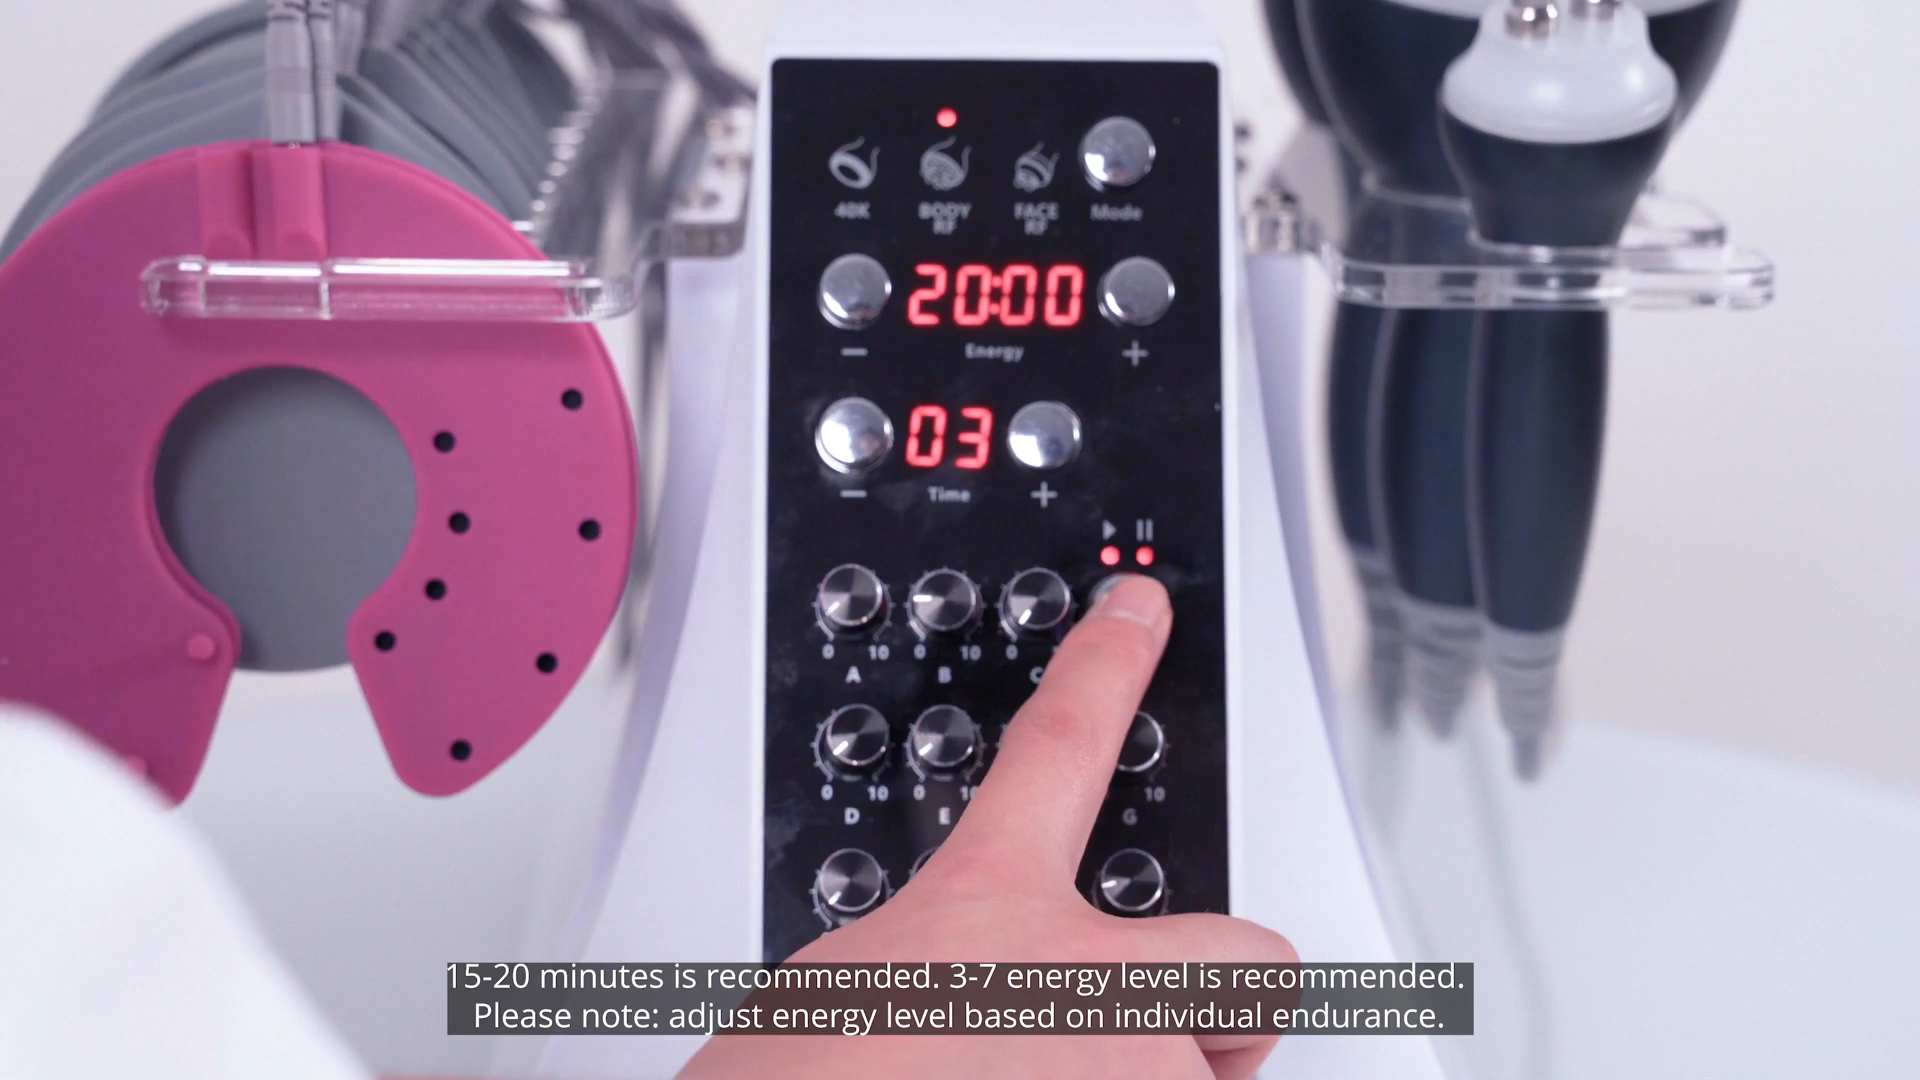 40K BODY RF FACE RF Mode
20:00
— Energy +
03
— Time +
0 10 0 10 0
A B C
0 10 0 10 10
D E G
15-20 minutes is recommended. 3-7 energy level is recommended.
Please note: adjust energy level based on individual endurance.